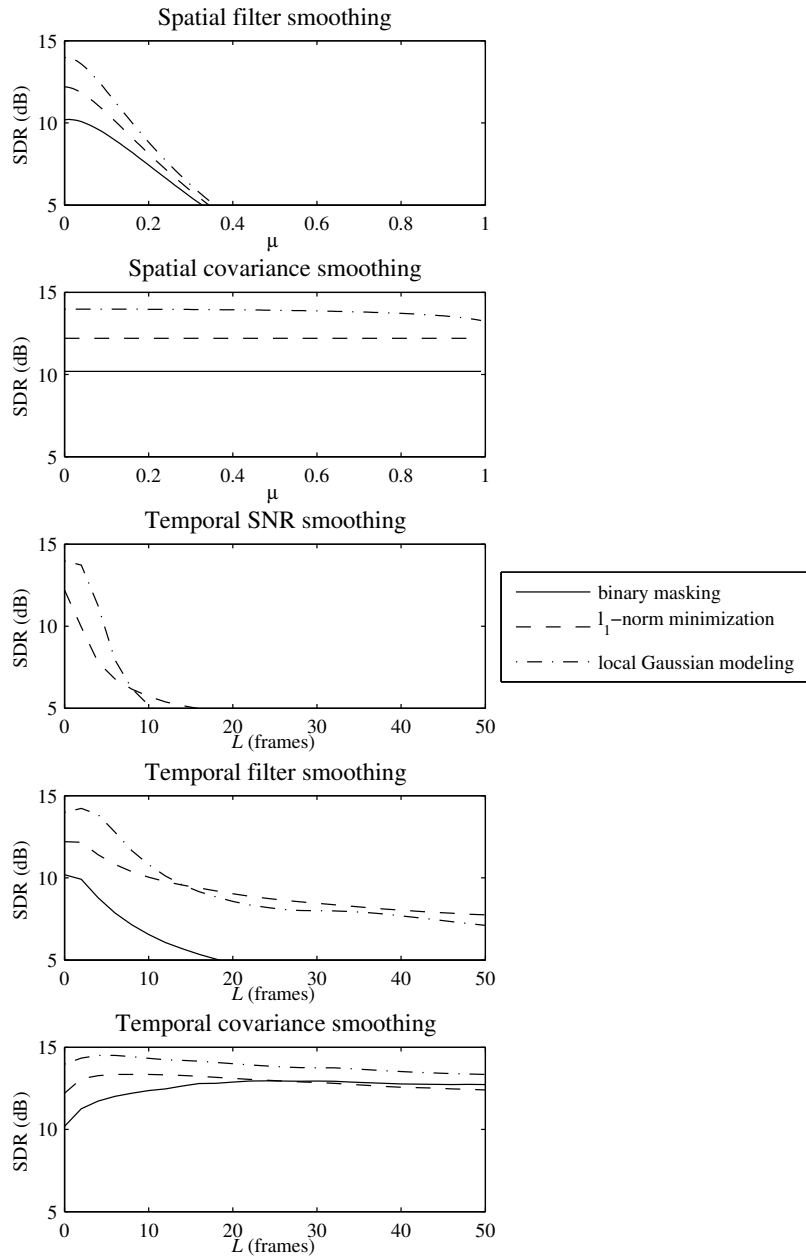 Spatial filter smoothing
15
10
5
SDR (dB)
0 0.2 0.4 0.6 0.8 1
μ
Spatial covariance smoothing
15
10
5
SDR (dB)
0 0.2 0.4 0.6 0.8 1
μ
Temporal SNR smoothing
15
10
5
SDR (dB)
0 10 20 30 40 50
L (frames)
binary masking
l1−norm minimization
local Gaussian modeling
Temporal filter smoothing
15
10
5
SDR (dB)
0 10 20 30 40 50
L (frames)
Temporal covariance smoothing
15
10
5
SDR (dB)
0 10 20 30 40 50
L (frames)